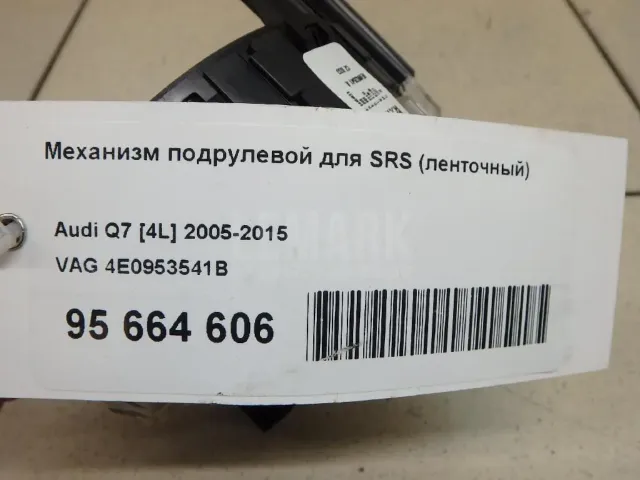 Механизм подрулевой для SRS (ленточный)
Audi Q7 [4L] 2005-2015
VAG 4E0953541B
95 664 606